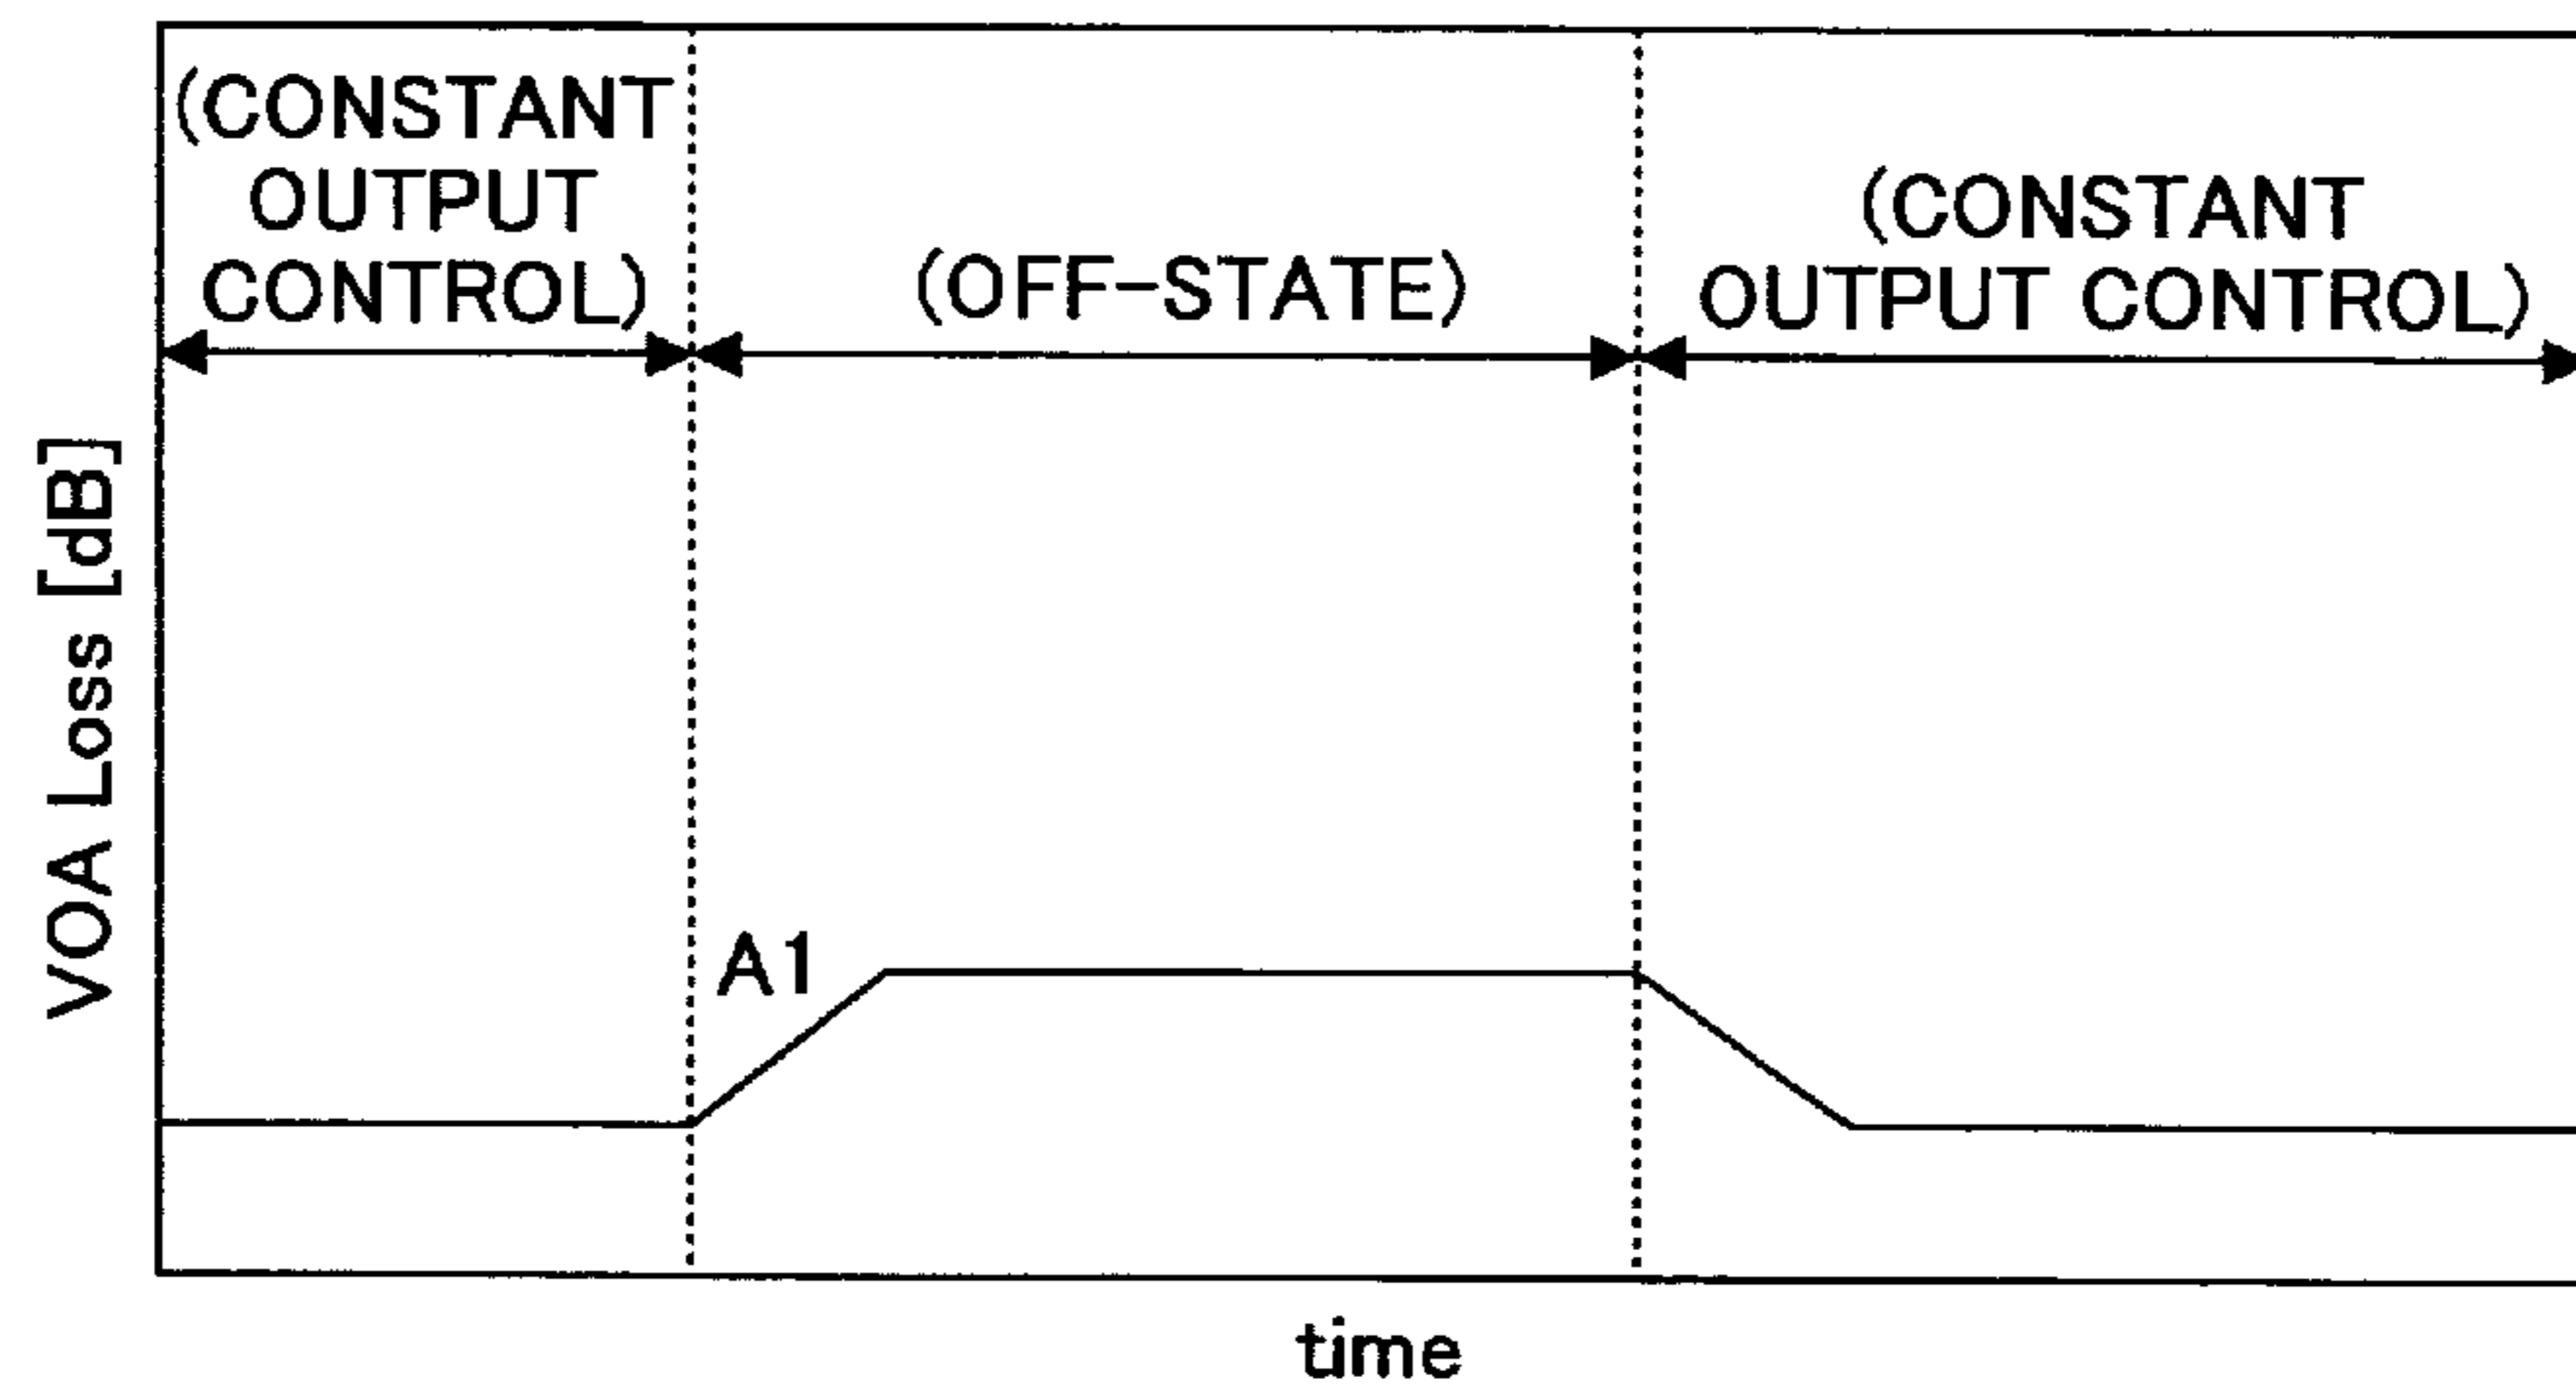 (CONSTANT
OUTPUT
CONTROL)
(OFF-STATE)
(CONSTANT
OUTPUT CONTROL)
VOA Loss [dB]
A1
time